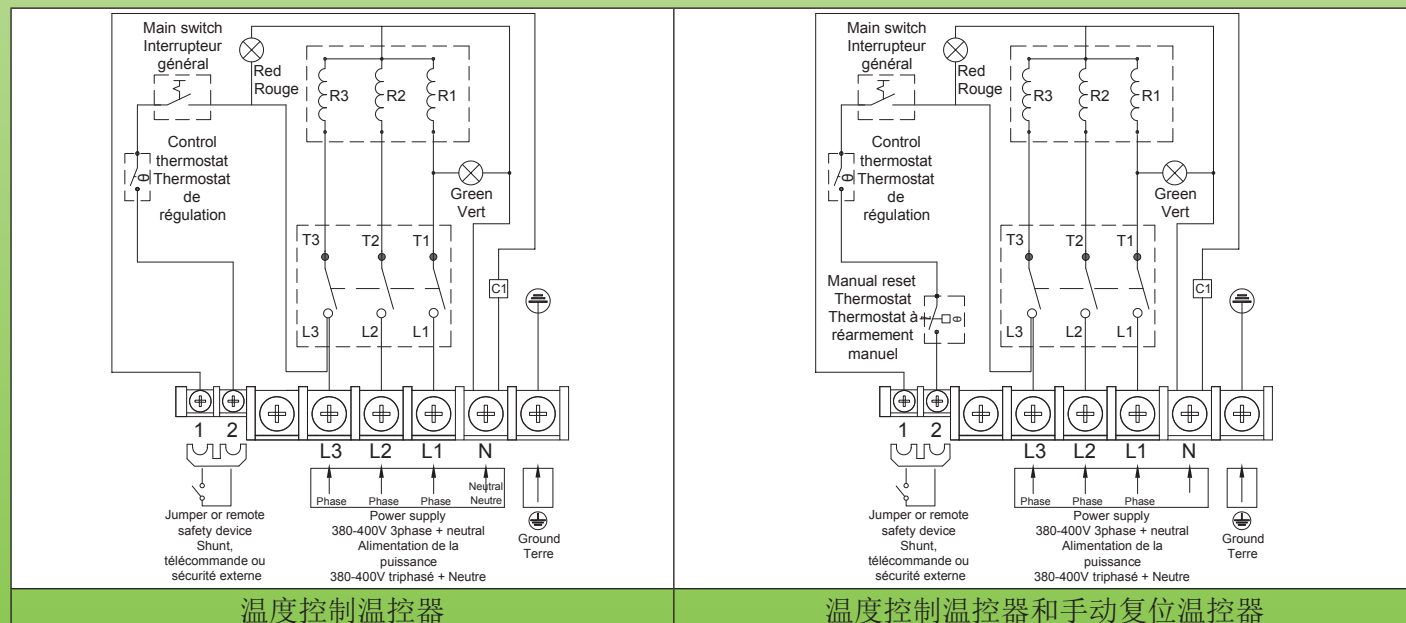 Main switch
Interrupteur
général
Red
Rouge
R3 R2 R1
Control
thermostat
Thermostat
de
régulation
θ
Green
Vert
T3 T2 T1
C1
L3 L2 L1
1 2
L3 L2 L1 N
Phase Phase Phase
Neutral
Neutre
Jumper or remote
safety device
Shunt,
télécommande ou
sécurité externe
Power supply
380-400V 3phase + neutral
Alimentation de la
puissance
380-400V triphasé + Neutre
Ground
Terre
温度控制温控器
Main switch
Interrupteur
général
Red
Rouge
R3 R2 R1
Control
thermostat
Thermostat
de
régulation
θ
Green
Vert
T3 T2 T1
C1
Manual reset
Thermostat
Thermostat à
réarmement
manuel
θ
L3 L2 L1
1 2
L3 L2 L1 N
Phase Phase Phase
Jumper or remote
safety device
Shunt,
télécommande ou
sécurité externe
Power supply
380-400V 3phase + neutral
Alimentation de la
puissance
380-400V triphasé + Neutre
Ground
Terre
温度控制温控器和手动复位温控器